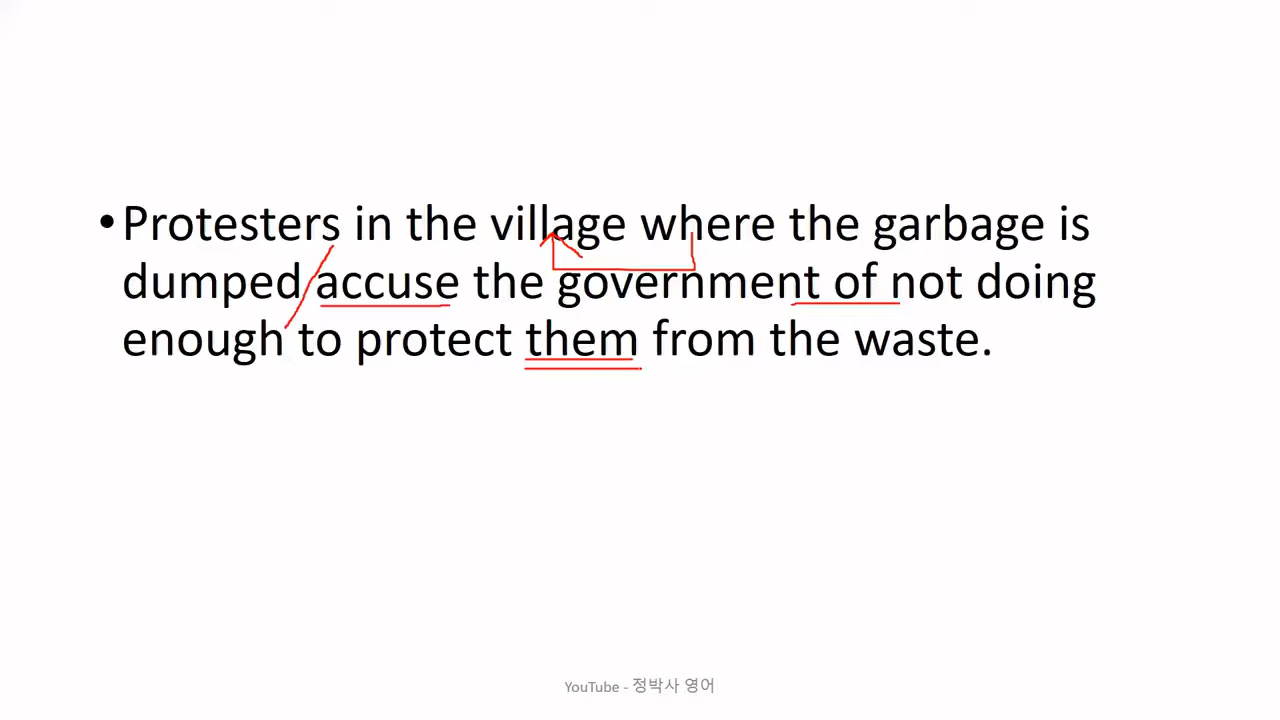 •Protesters in the village where the garbage is
dumped accuse the government of not doing
enough to protect them from the waste.
YouTube - 정박사 영어